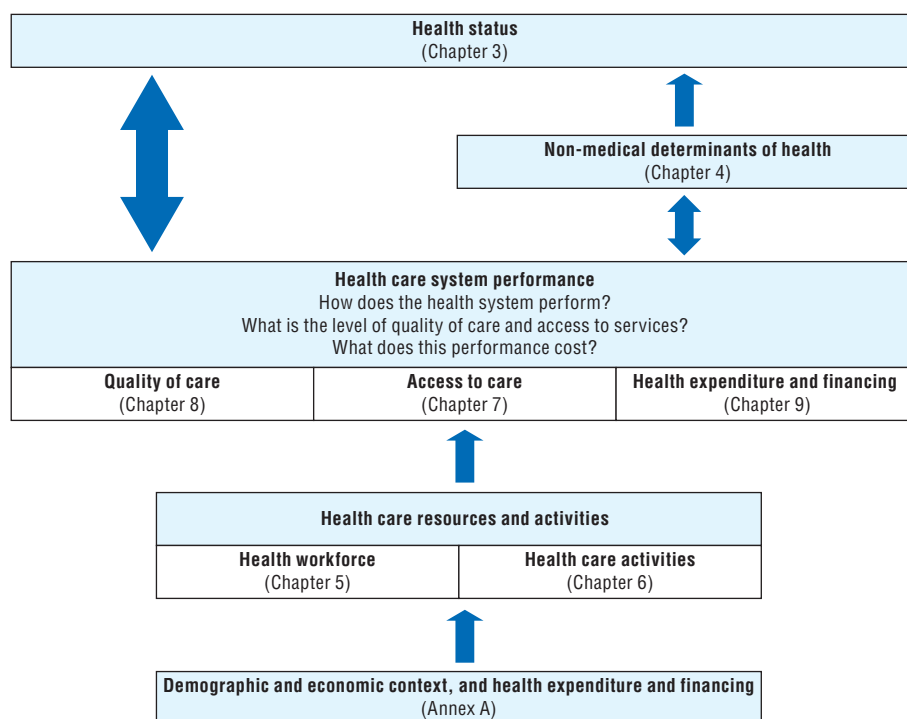 Health status
(Chapter 3)
Non-medical determinants of health
(Chapter 4)
Health care system performance
How does the health system perform?
What is the level of quality of care and access to services?
What does this performance cost?
Quality of care
(Chapter 8)
Access to care
(Chapter 7)
Health expenditure and financing
(Chapter 9)
Health care resources and activities
Health workforce
(Chapter 5)
Health care activities
(Chapter 6)
Demographic and economic context, and health expenditure and financing
(Annex A)